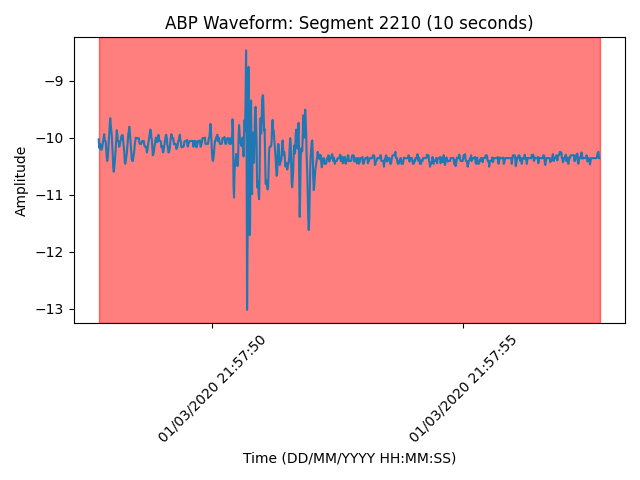 ABP Waveform: Segment 2210 (10 seconds)
Amplitude
−9
−10
−11
−12
−13
01/03/2020 21:57:50
01/03/2020 21:57:55
Time (DD/MM/YYYY HH:MM:SS)